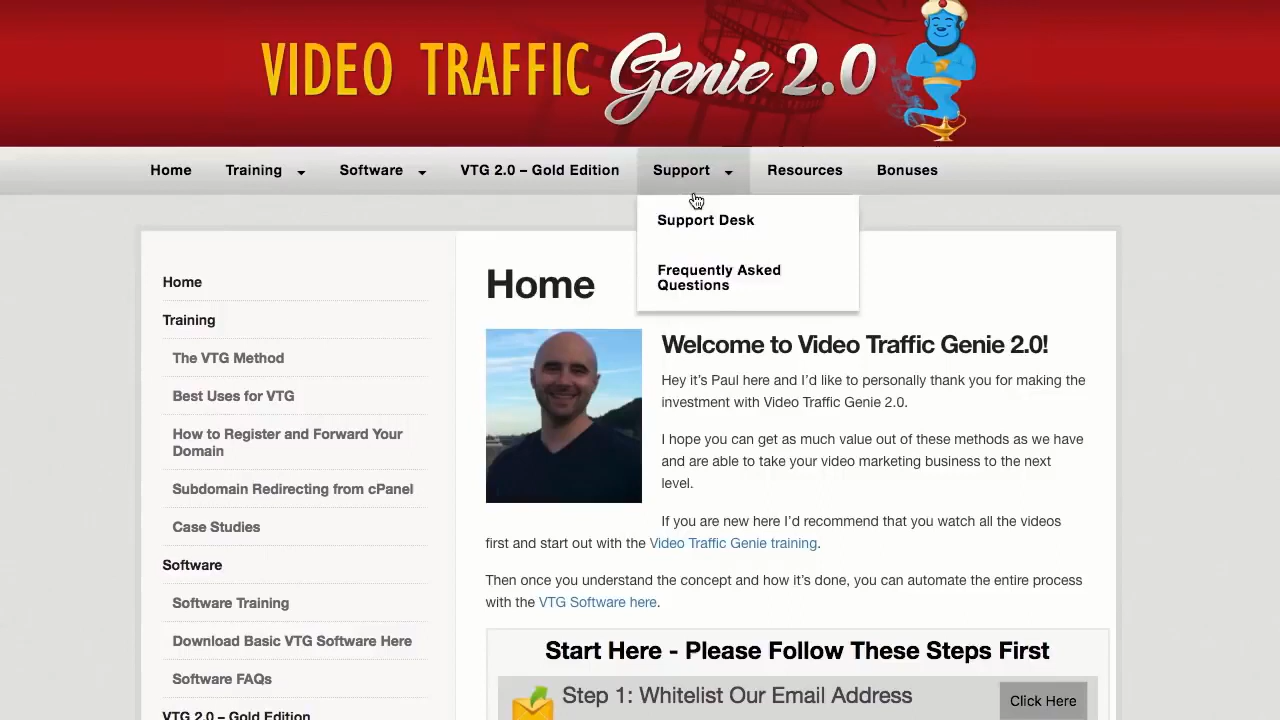 VIDEO TRAFFIC Genie 2.0
Home Training Software VTG 2.0 – Gold Edition Support Resources Bonuses
Support Desk
Frequently Asked
Questions
Home
Training
The VTG Method
Best Uses for VTG
How to Register and Forward Your
Domain
Subdomain Redirecting from cPanel
Case Studies
Software
Software Training
Download Basic VTG Software Here
Software FAQs
VTG 2.0 – Gold Edition
Home
Welcome to Video Traffic Genie 2.0!
Hey it's Paul here and I'd like to personally thank you for making the
investment with Video Traffic Genie 2.0.
I hope you can get as much value out of these methods as we have
and are able to take your video marketing business to the next
level.
If you are new here I'd recommend that you watch all the videos
first and start out with the Video Traffic Genie training.
Then once you understand the concept and how it's done, you can automate the entire process
with the VTG Software here.
Start Here - Please Follow These Steps First
Step 1: Whitelist Our Email Address
Click Here